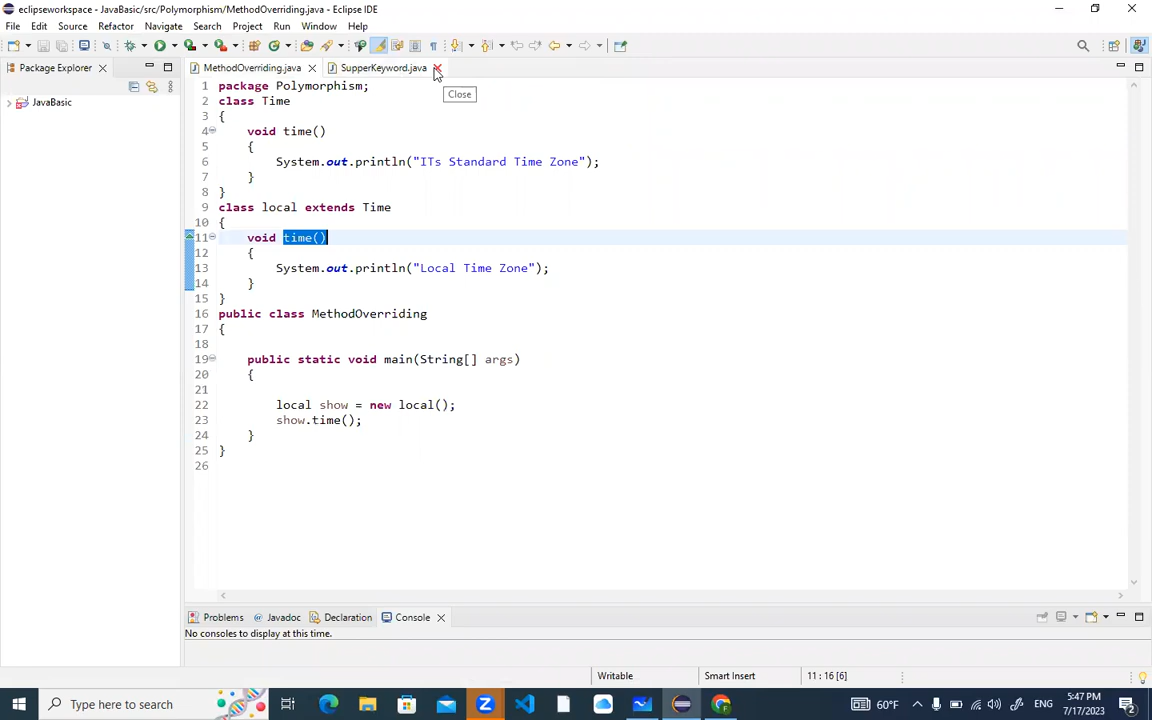 eclipseworkspace - JavaBasic/src/Polymorphism/MethodOverriding.java - Eclipse IDE
File Edit Source Refactor Navigate Search Project Run Window Help
Package Explorer
MethodOverriding.java
SupperKeyword.java
Close
JavaBasic
1 package Polymorphism;
2 class Time
3 {
4 void time()
5 {
6 System.out.println("ITs Standard Time Zone");
7 }
8 }
9 class local extends Time
10 {
11 void time()
12 {
13 System.out.println("Local Time Zone");
14 }
15 }
16 public class MethodOverriding
17 {
18
19 public static void main(String[] args)
20 {
21
22 local show = new local();
23 show.time();
24 }
25 }
26
Problems Javadoc Declaration Console
No consoles to display at this time.
Writable Smart Insert 11 : 16 [6]
Type here to search
60°F ENG 5:47 PM
7/17/2023
2